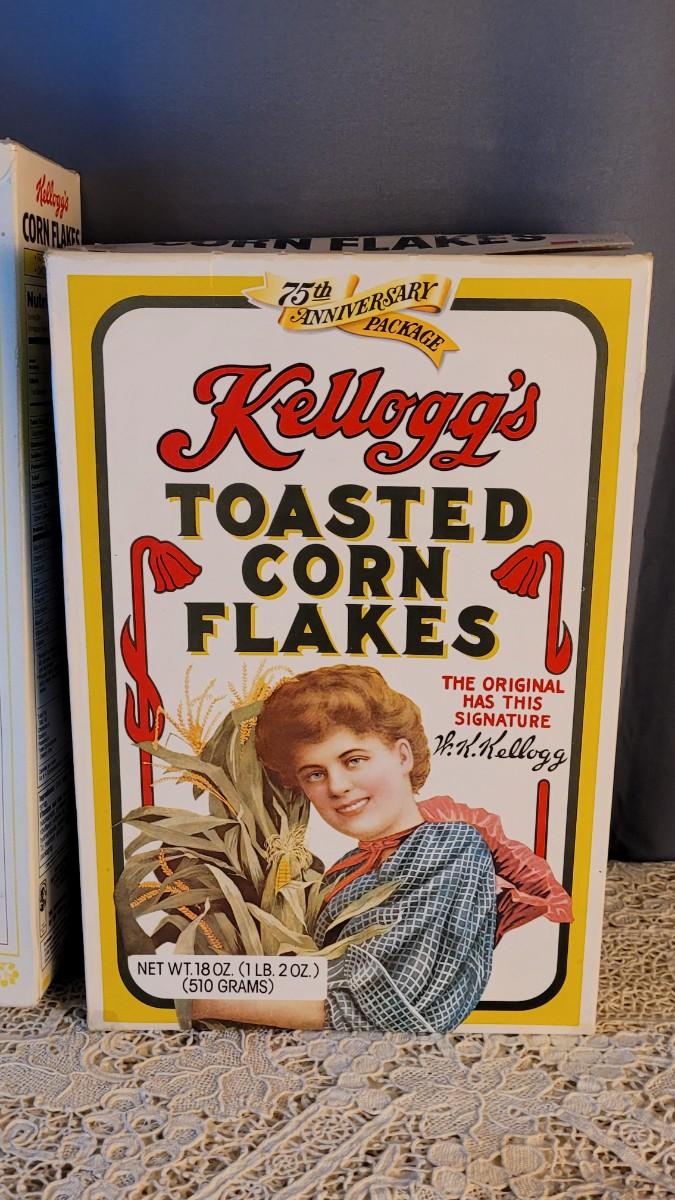 Kellogg's
CORN FLAKES
CORN FLAKES
75th
ANNIVERSARY
PACKAGE
Kellogg's
TOASTED
CORN
FLAKES
THE ORIGINAL
HAS THIS
SIGNATURE
W.K.Kellogg
NET WT. 18 OZ. (1 LB. 2 OZ.)
(510 GRAMS)